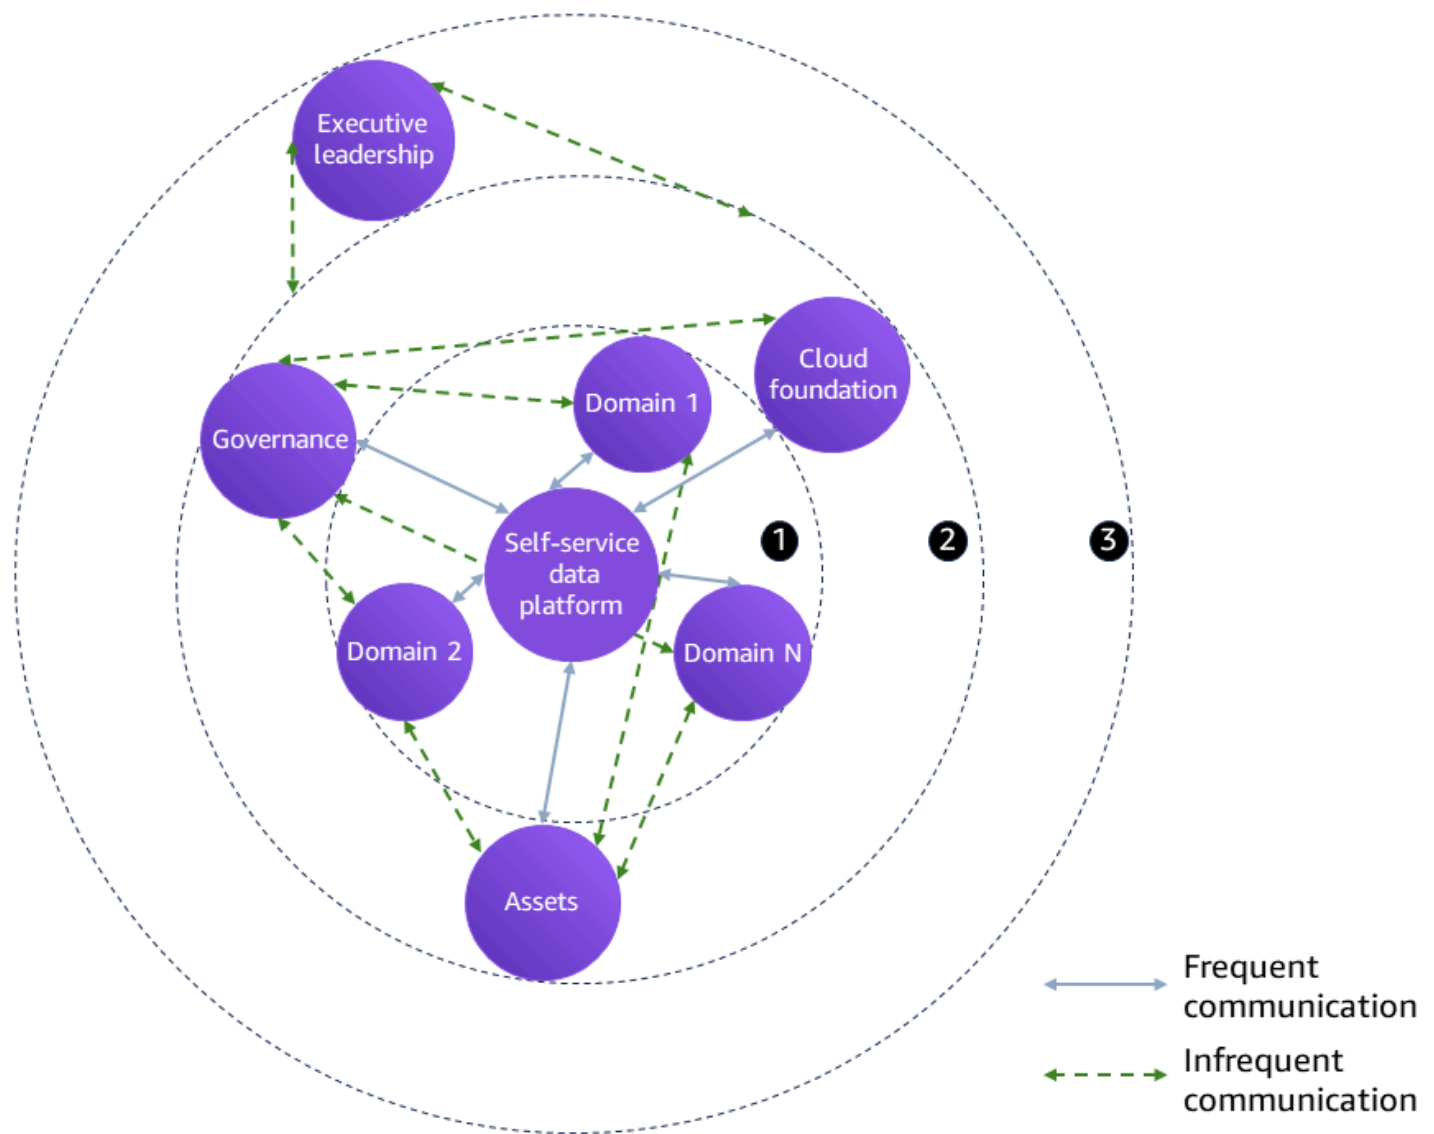 Executive
leadership
Cloud
foundation
Domain 1
Governance
Self-service
data
platform
1
2
3
Domain 2
Domain N
Assets
Frequent
communication
Infrequent
communication